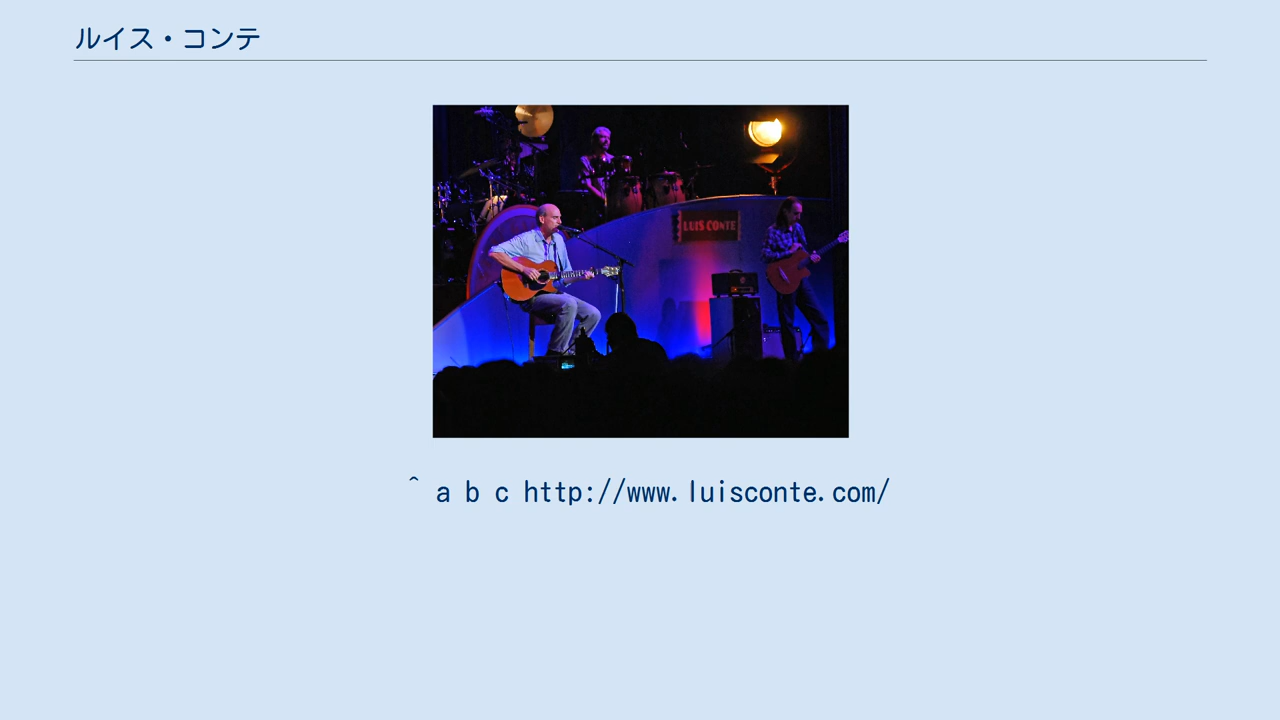 ルイス・コンテ
LUIS CONTE
^ a b c http://www.luisconte.com/